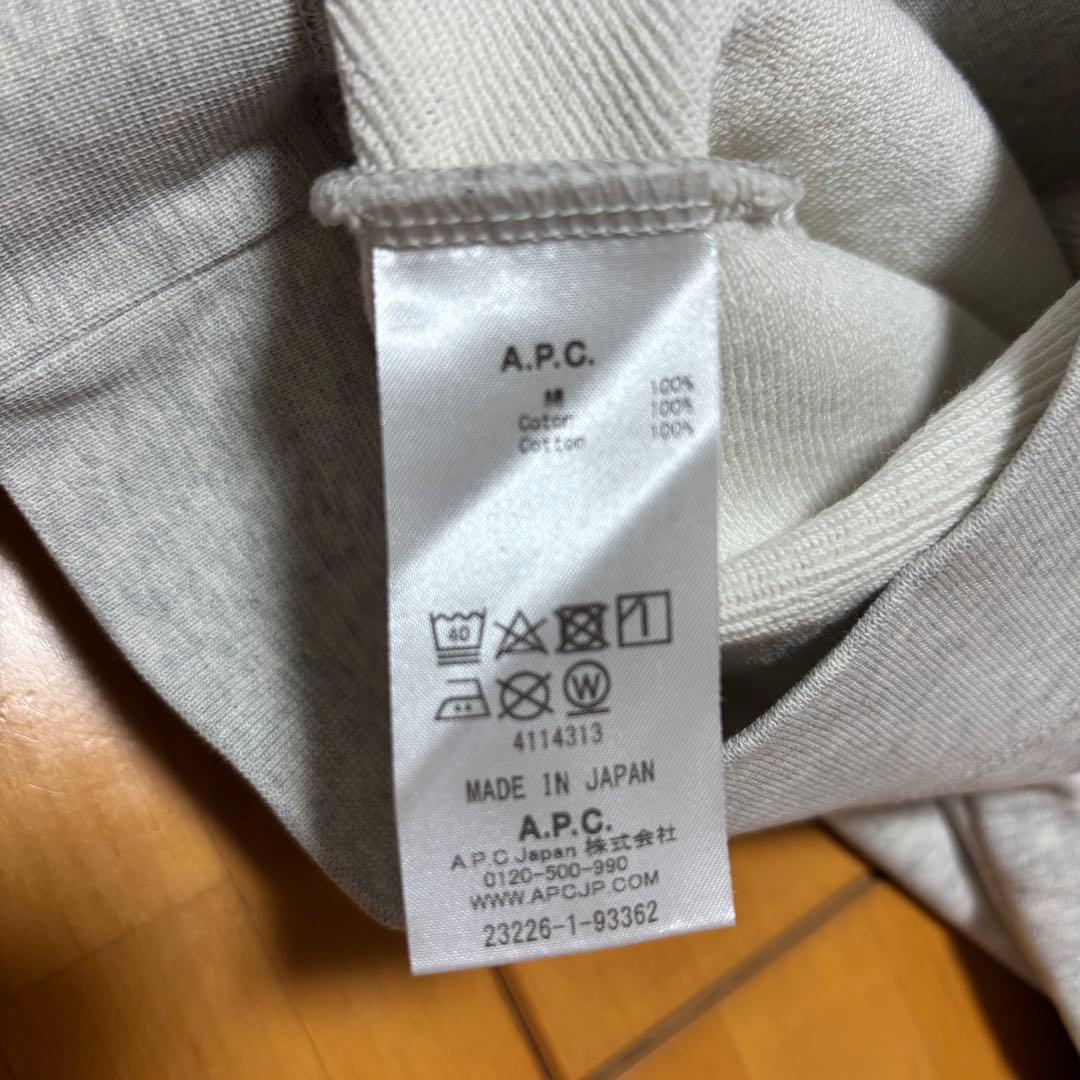 A.P.C.
100%
Coton 100%
Cotton 100%
40
W
4114313
MADE IN JAPAN
A.P.C.
A.P.C Japan 株式会社
0120-500-990
WWW.APCJP.COM
23226-1-93362